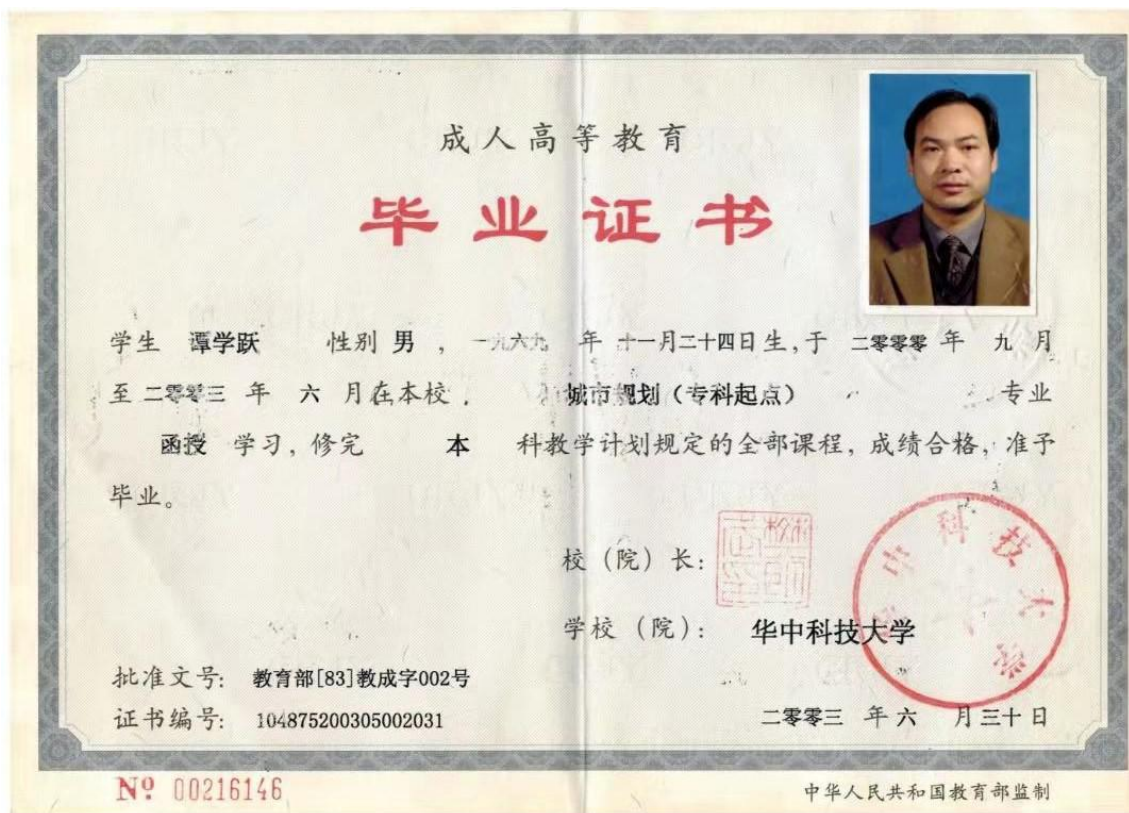 成人高等教育
毕业证书
学生 谭学跃 性别 男 ， 一九六九 年 十一月二十四日生，于 二零零零 年 九 月
至 二零零三 年 六 月在本校 城市规划（专科起点） 专业
函授 学习，修完 本 科教学计划规定的全部课程，成绩合格，准予
毕业。
校（院）长：
学校（院）： 华中科技大学
华中科技大学
批准文号： 教育部[83]教成字002号
证书编号： 104875200305002031
二零零三 年 六 月三十日
№ 00216146
中华人民共和国教育部监制